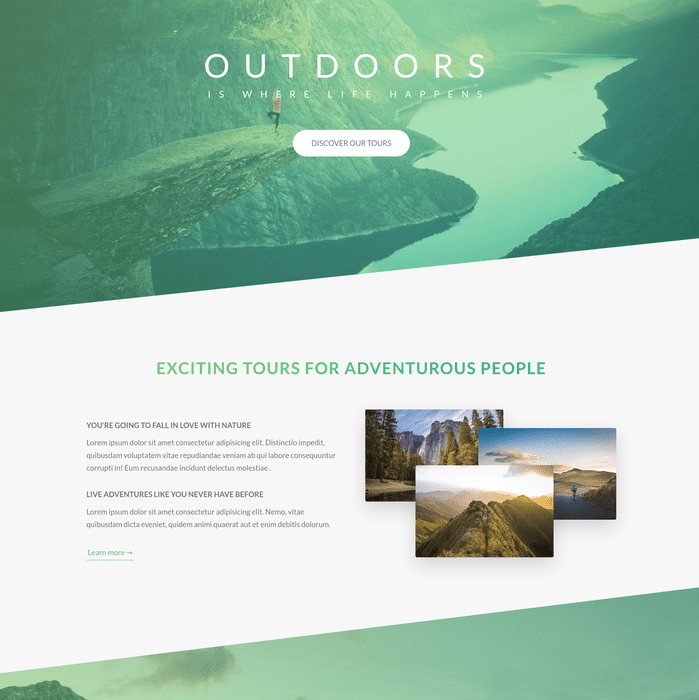 OUTDOORS
IS WHERE LIFE HAPPENS
DISCOVER OUR TOURS
EXCITING TOURS FOR ADVENTUROUS PEOPLE
YOU'RE GOING TO FALL IN LOVE WITH NATURE
Lorem ipsum dolor sit amet consectetur adipisicing elit. Distinctio impedit,
quibusdam voluptatem vitae repudiandae veniam ab qui labore consequuntur
corrupti in! Eum recusandae incidunt delectus molestiae .
LIVE ADVENTURES LIKE YOU NEVER HAVE BEFORE
Lorem ipsum dolor sit amet consectetur adipisicing elit. Nemo, vitae
quibusdam dicta eveniet, quidem animi quaerat aut et enim debitis dolorum.
Learn more →